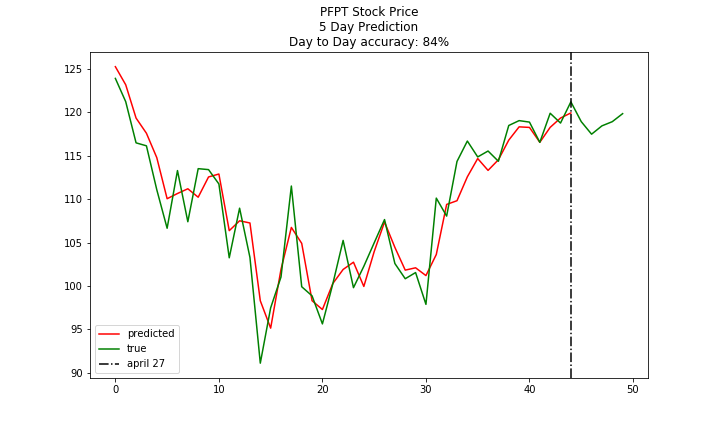 PFPT Stock Price
5 Day Prediction
Day to Day accuracy: 84%
125
120
115
110
105
100
95
90
predicted
true
april 27
0
10
20
30
40
50